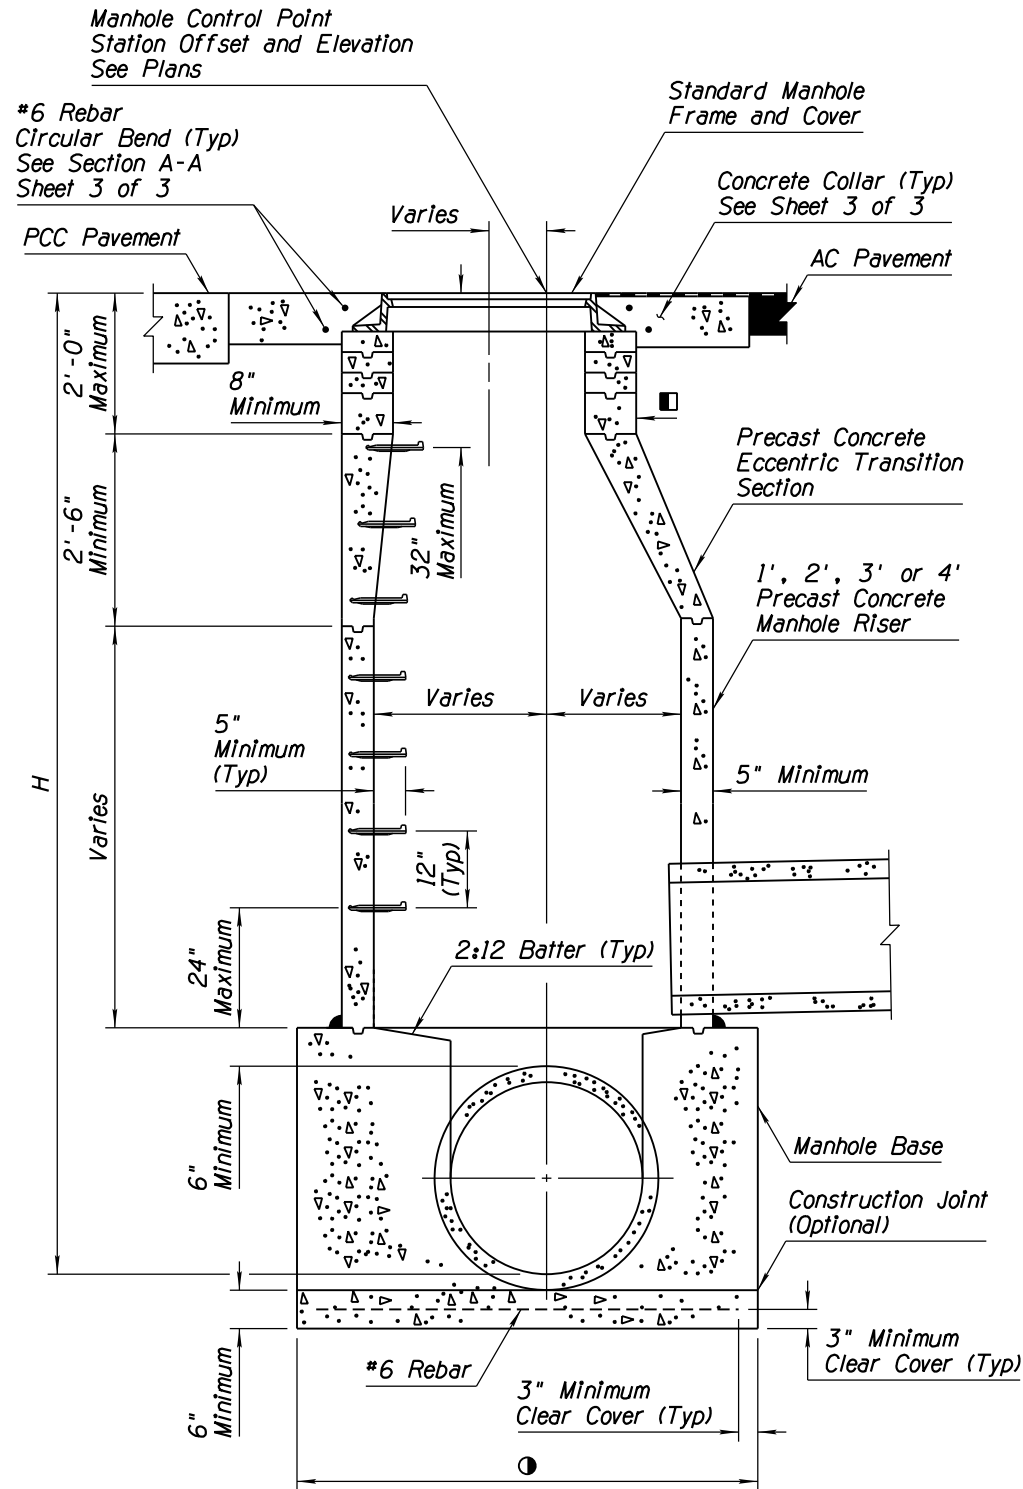 Manhole Control Point
Station Offset and Elevation
See Plans
#6 Rebar
Circular Bend (Typ)
See Section A-A
Sheet 3 of 3
Standard Manhole
Frame and Cover
Concrete Collar (Typ)
See Sheet 3 of 3
Varies
PCC Pavement
AC Pavement
2'-0"
Maximum
8"
Minimum
Precast Concrete
Eccentric Transition
Section
2'-6"
Minimum
32"
Maximum
1', 2', 3' or 4'
Precast Concrete
Manhole Riser
Varies
Varies
5"
Minimum
(Typ)
5" Minimum
H
Varies
12"
(Typ)
24"
Maximum
2:12 Batter (Typ)
6"
Minimum
Manhole Base
Construction Joint
(Optional)
6"
Minimum
#6 Rebar
3" Minimum
Clear Cover (Typ)
3" Minimum
Clear Cover (Typ)